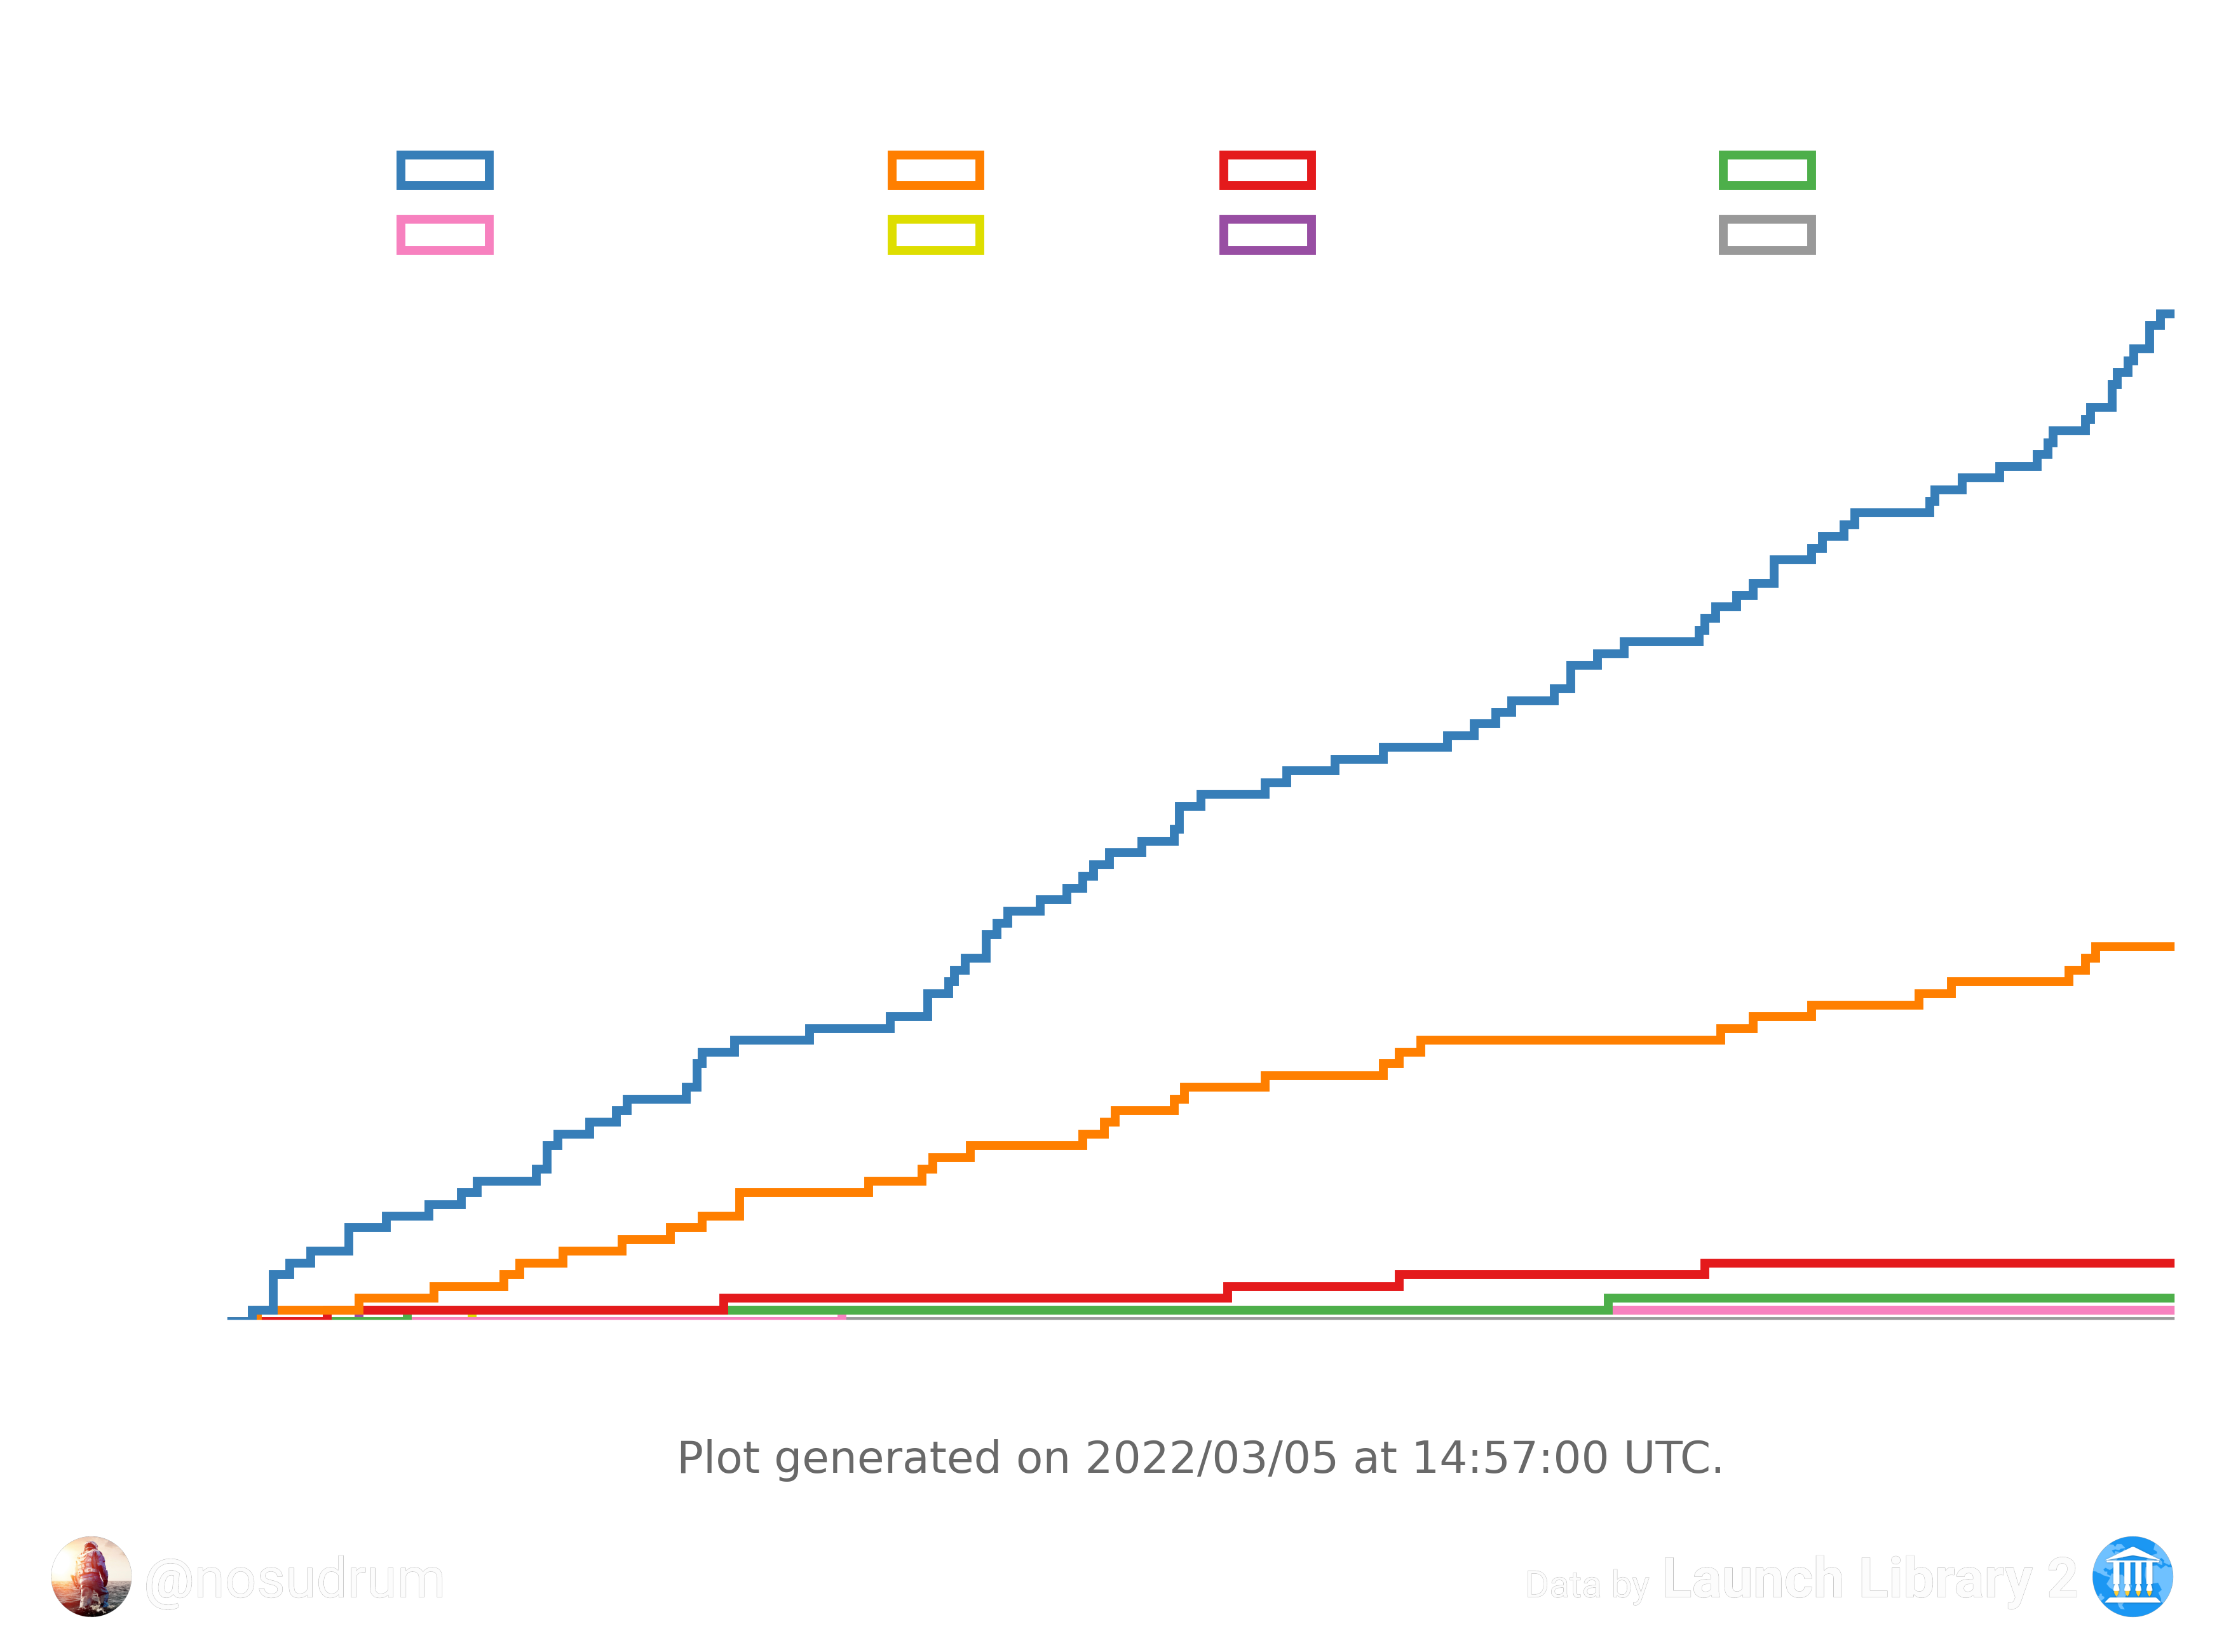 Plot generated on 2022/03/05 at 14:57:00 UTC.
@nosudrum
Data by Launch Library 2